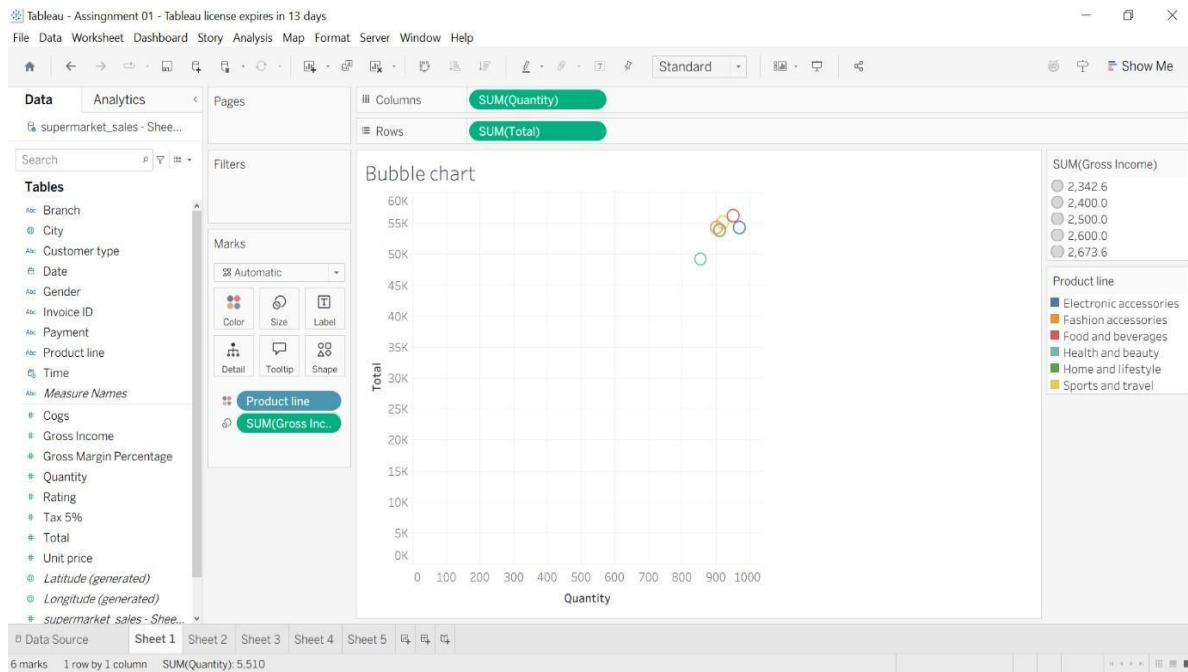 Tableau - Assingnment 01 - Tableau license expires in 13 days
File Data Worksheet Dashboard Story Analysis Map Format Server Window Help
Standard
Show Me
Data Analytics
supermarket_sales - Shee...
Search
Tables
Abc Branch
City
Abc Customer type
Date
Abc Gender
Abc Invoice ID
Abc Payment
Abc Product line
Time
Abc Measure Names
# Cogs
# Gross Income
# Gross Margin Percentage
# Quantity
# Rating
# Tax 5%
# Total
# Unit price
Latitude (generated)
Longitude (generated)
# supermarket_sales - Shee...
Pages
Filters
Marks
Automatic
Color Size Label
Detail Tooltip Shape
Product line
SUM(Gross Inc..
Columns SUM(Quantity)
Rows SUM(Total)
Bubble chart
60K
55K
50K
45K
40K
35K
30K
25K
20K
15K
10K
5K
0K
Total
0 100 200 300 400 500 600 700 800 900 1000
Quantity
SUM(Gross Income)
2,342.6
2,400.0
2,500.0
2,600.0
2,673.6
Product line
Electronic accessories
Fashion accessories
Food and beverages
Health and beauty
Home and lifestyle
Sports and travel
Data Source Sheet 1 Sheet 2 Sheet 3 Sheet 4 Sheet 5
6 marks 1 row by 1 column SUM(Quantity): 5,510